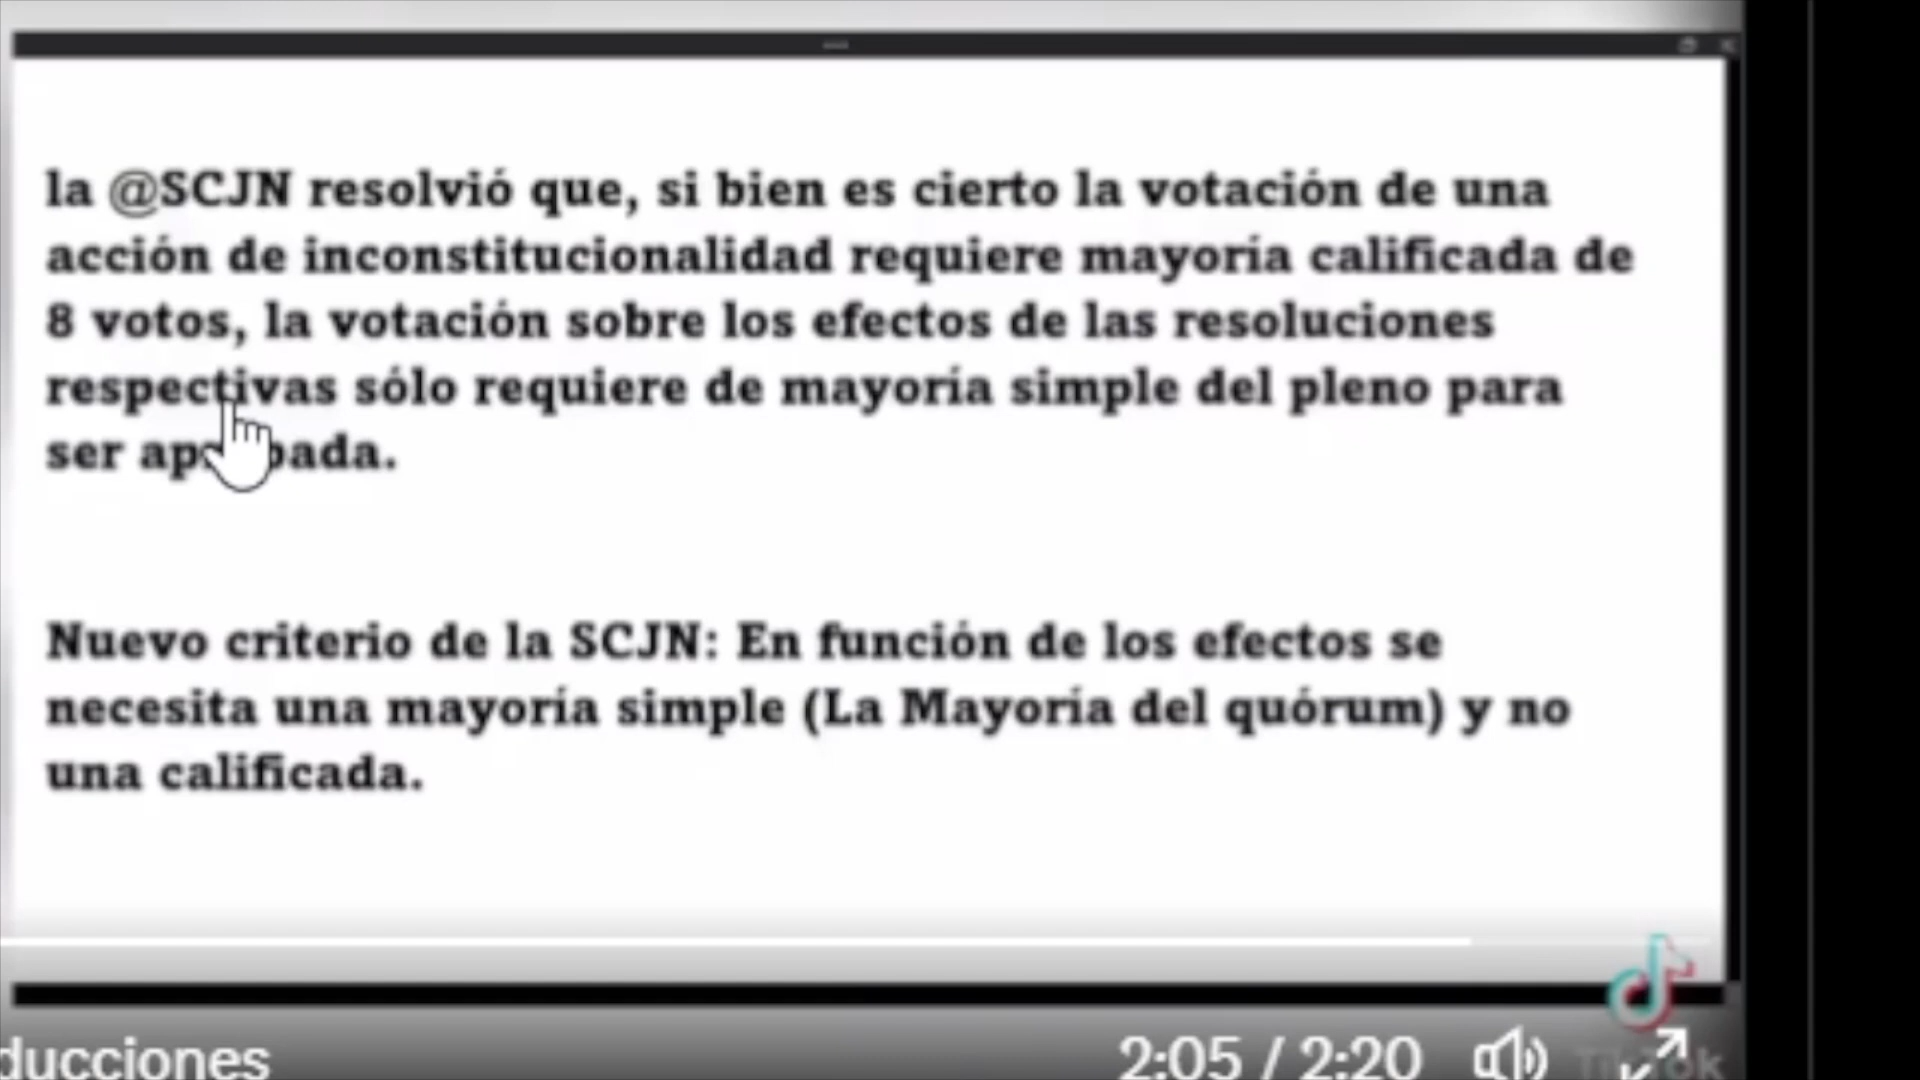 la @SCJN resolvió que, si bien es cierto la votación de una
acción de inconstitucionalidad requiere mayoría calificada de
8 votos, la votación sobre los efectos de las resoluciones
respectivas sólo requiere de mayoría simple del pleno para
ser aprobada.
Nuevo criterio de la SCJN: En función de los efectos se
necesita una mayoría simple (La Mayoría del quórum) y no
una calificada.
ducciones 2:05 / 2:20 TikTok